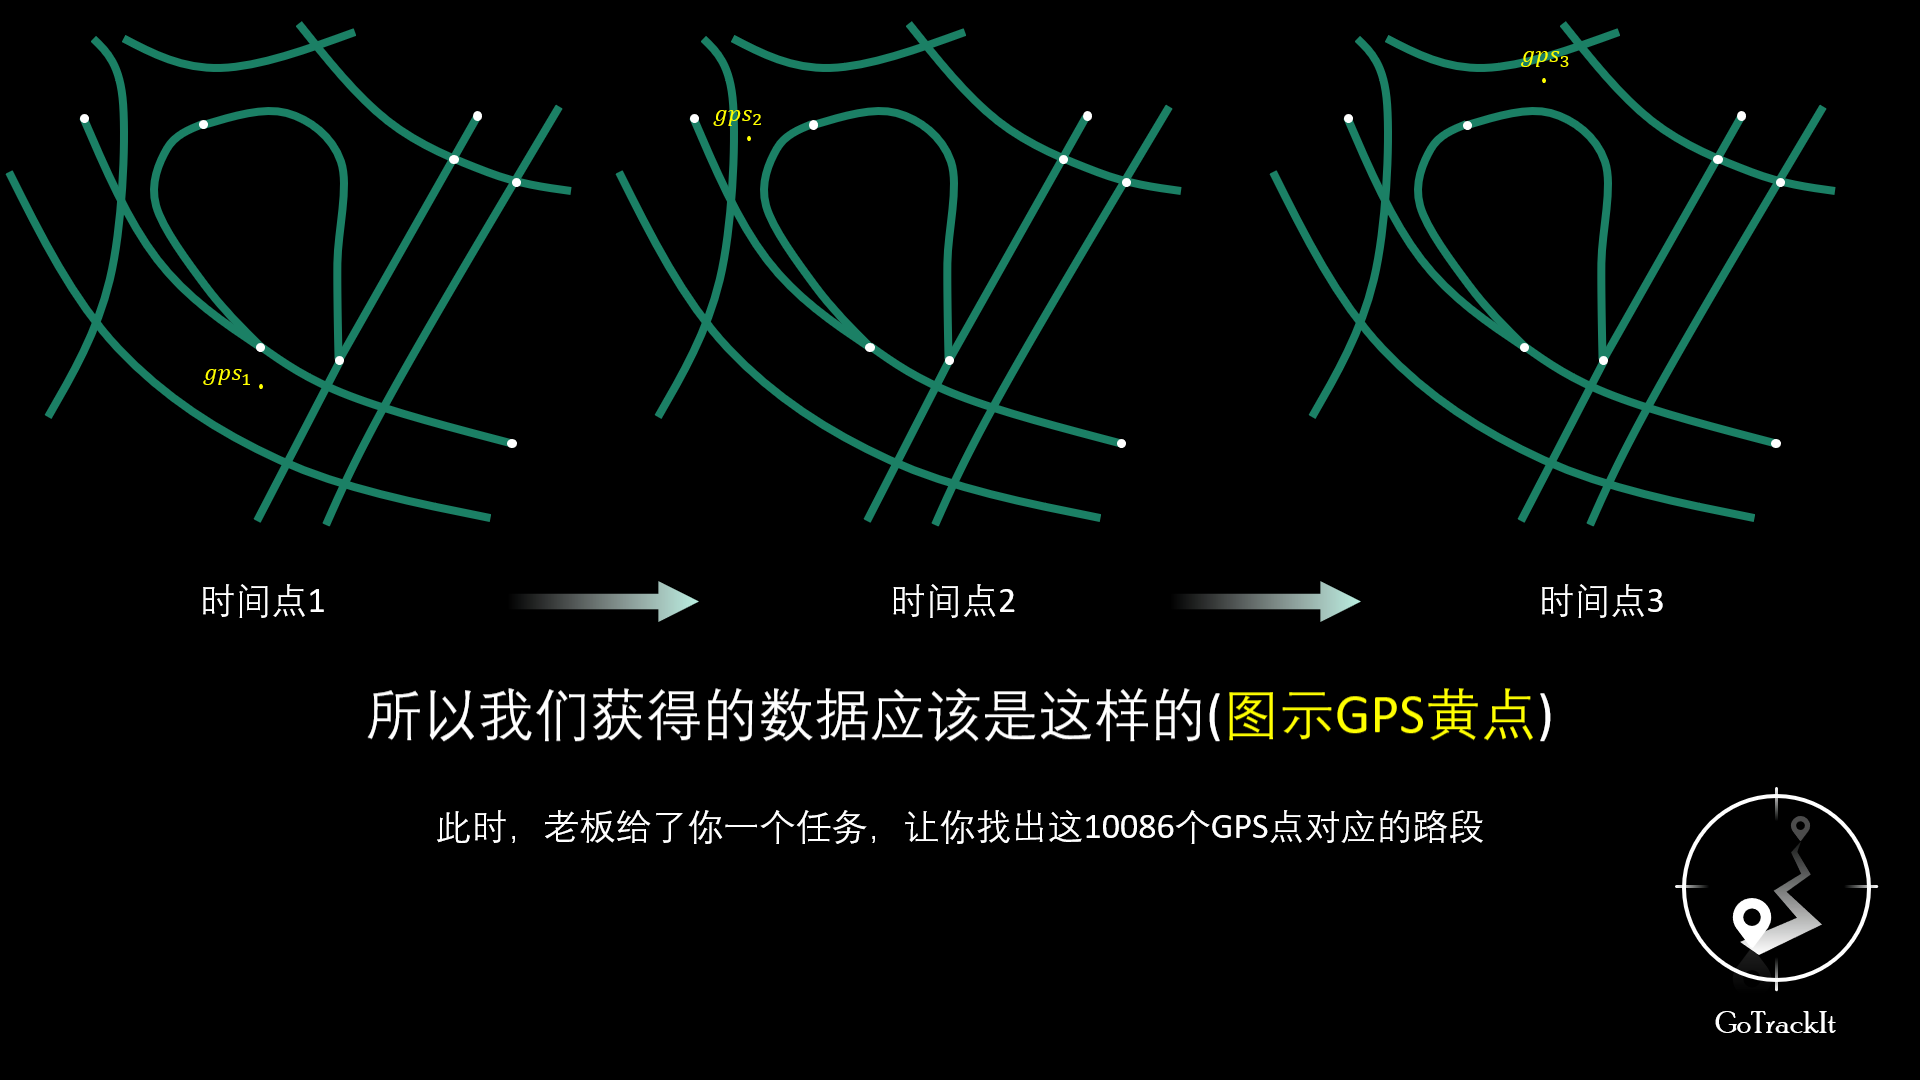 gps₃
gps₂
gps₁
时间点1
时间点2
时间点3
所以我们获得的数据应该是这样的(图示GPS黄点)
此时，老板给了你一个任务，让你找出这10086个GPS点对应的路段
GoTrackIt